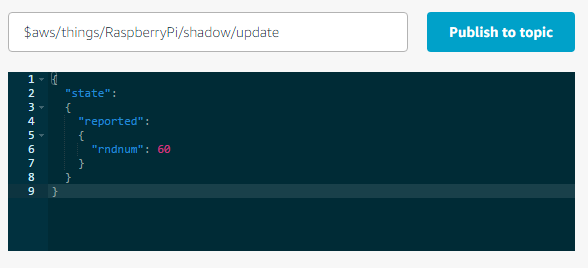 $aws/things/RaspberryPi/shadow/update
Publish to topic
1 {
2 "state":
3 {
4 "reported":
5 {
6 "rndnum": 60
7 }
8 }
9 }